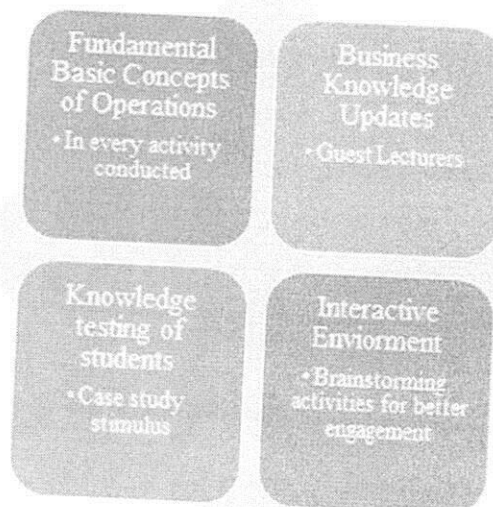 Fundamental
Basic Concepts
of Operations
• In every activity
conducted
Business
Knowledge
Updates
• Guest Lecturers
Knowledge
testing of
students
• Case study
stimulus
Interactive
Enviorment
• Brainstorming
activities for better
engagement